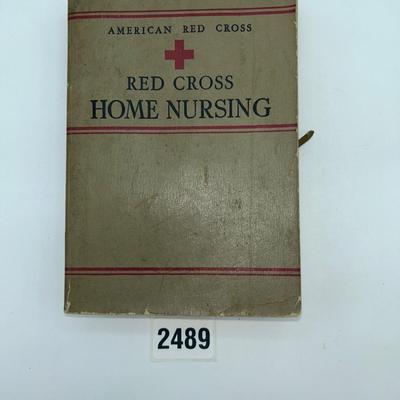 AMERICAN RED CROSS
RED CROSS
HOME NURSING
2489